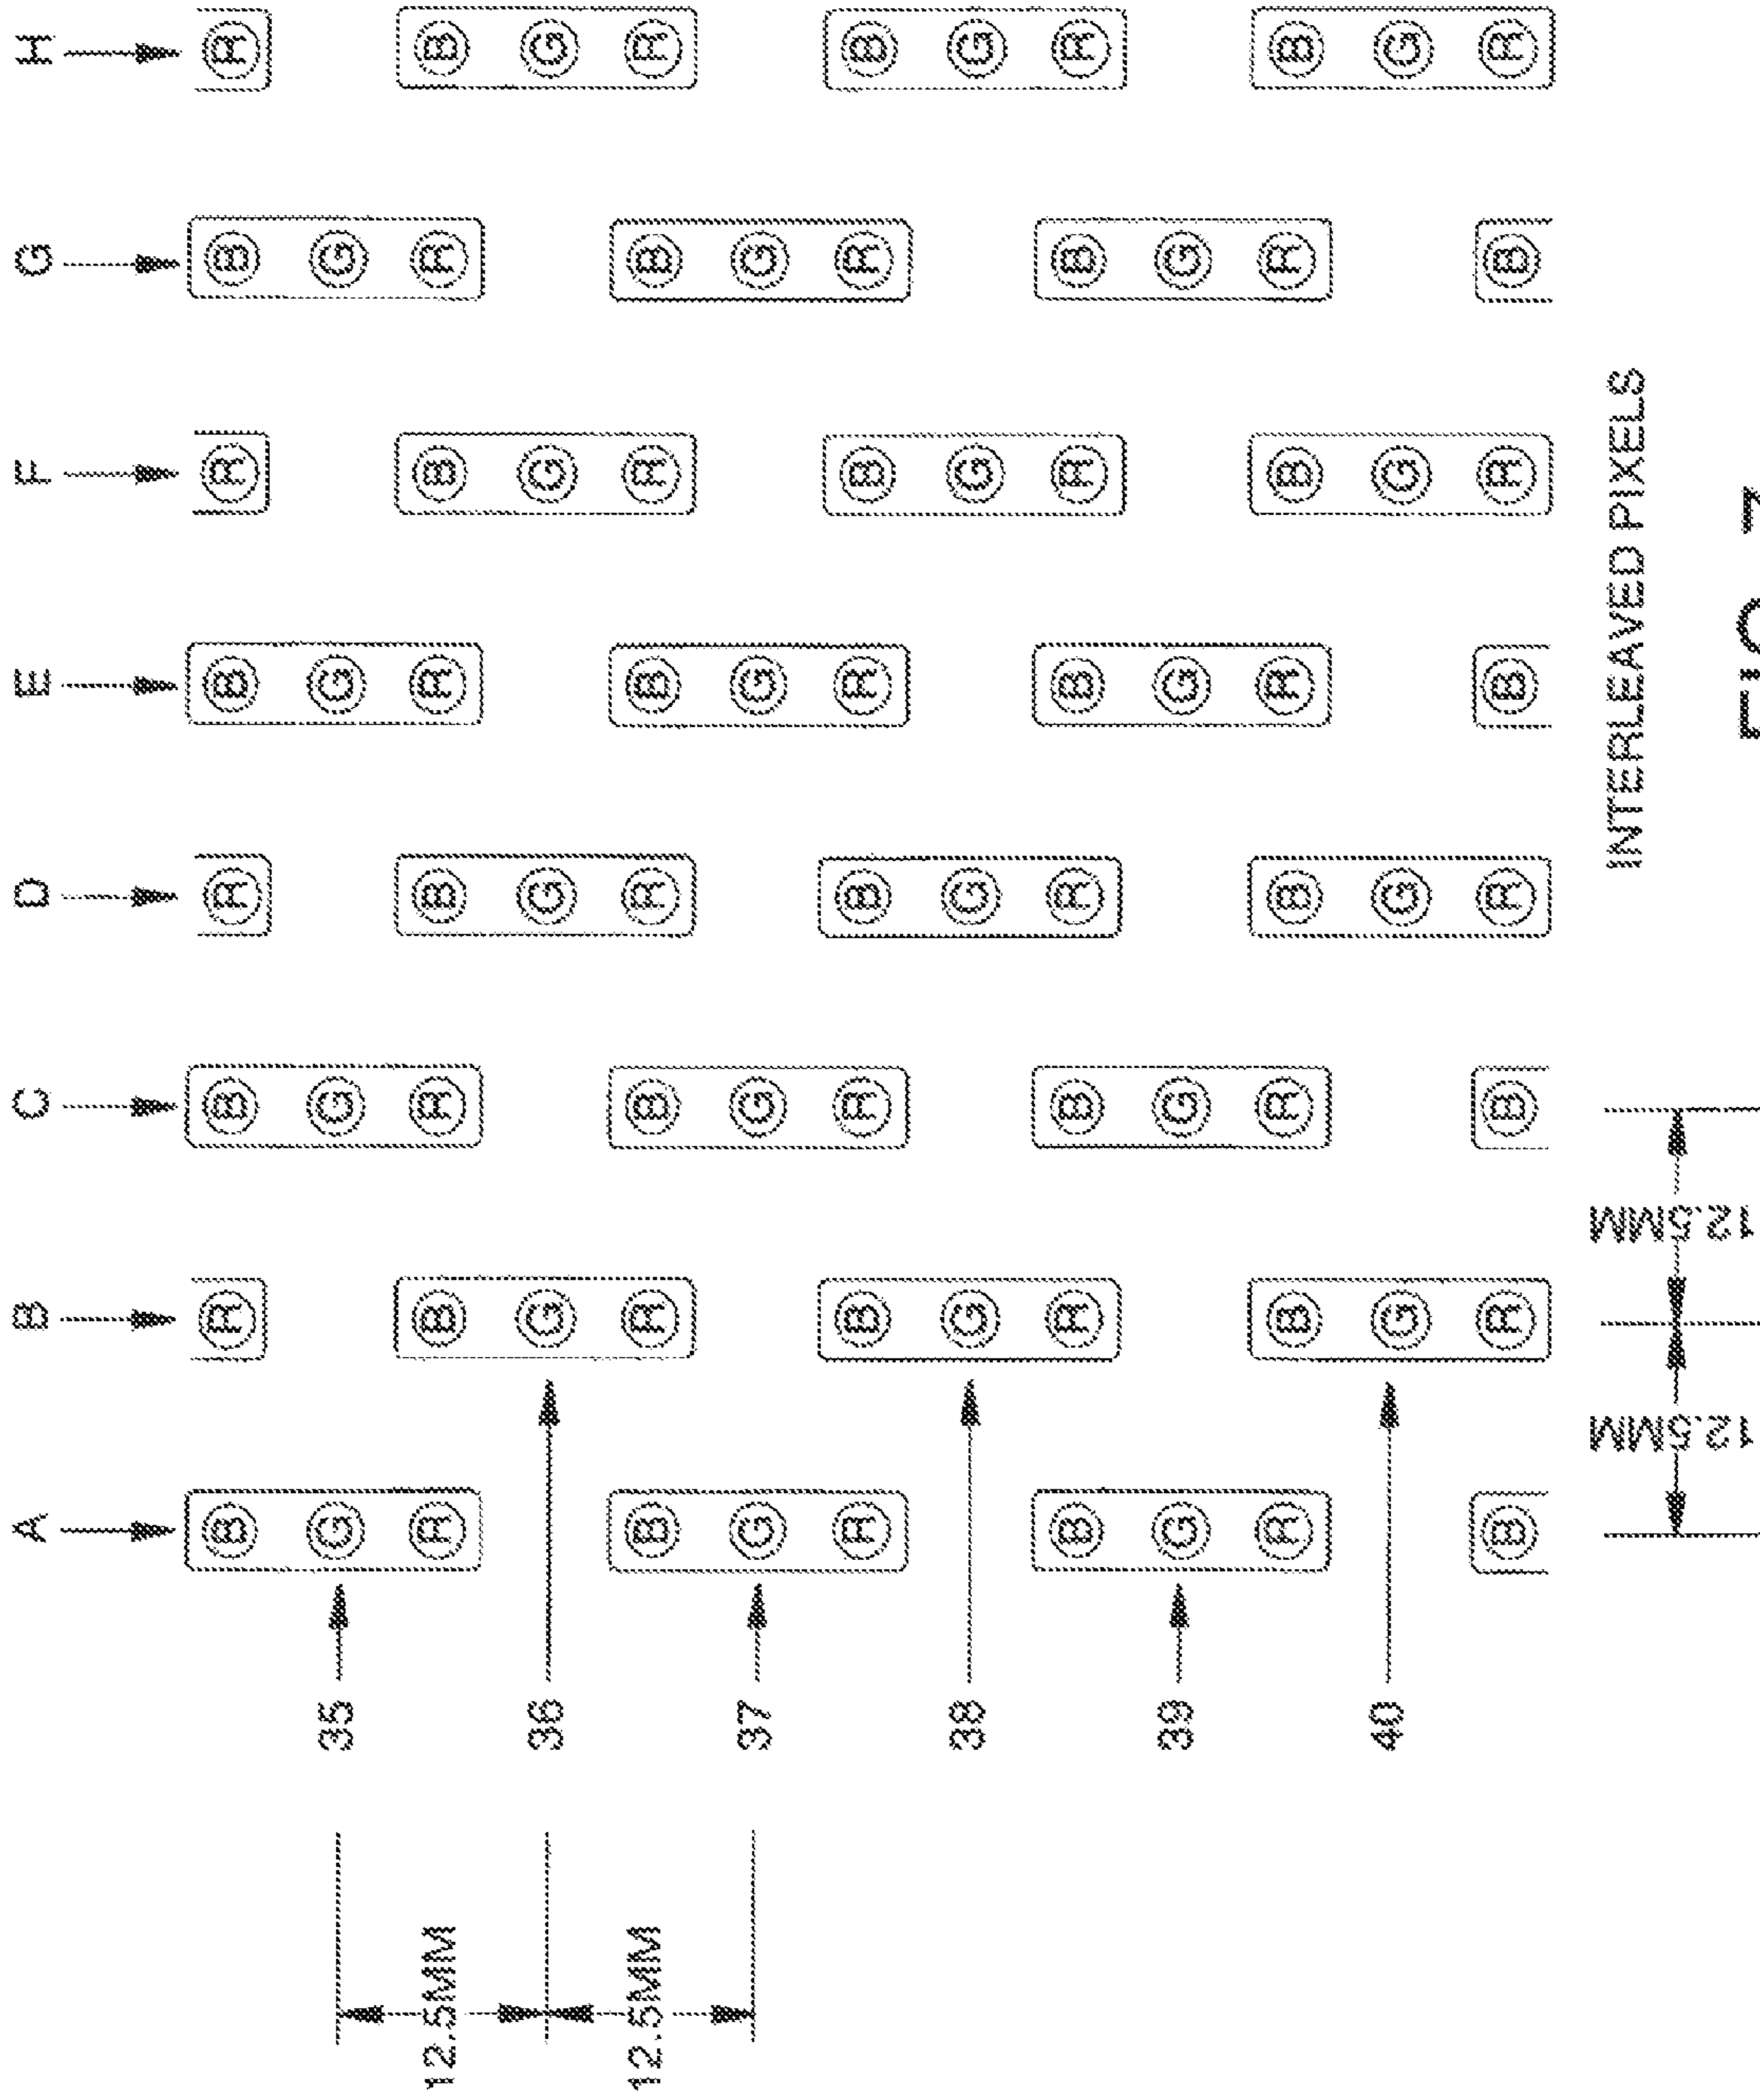 A B C D E F G H
B R B R B R B R
35 G G G G
12.5MM R B R B R B R B
36 G G G G
12.5MM B R B R B R B R
37 G G G G
R B R B R B R B
38 G G G G
B R B R B R B R
39 G G G G
R B R B R B R B
40 G G G G
B R B R B R B R
INTERLEAVED PIXELS
12.5MM 12.5MM